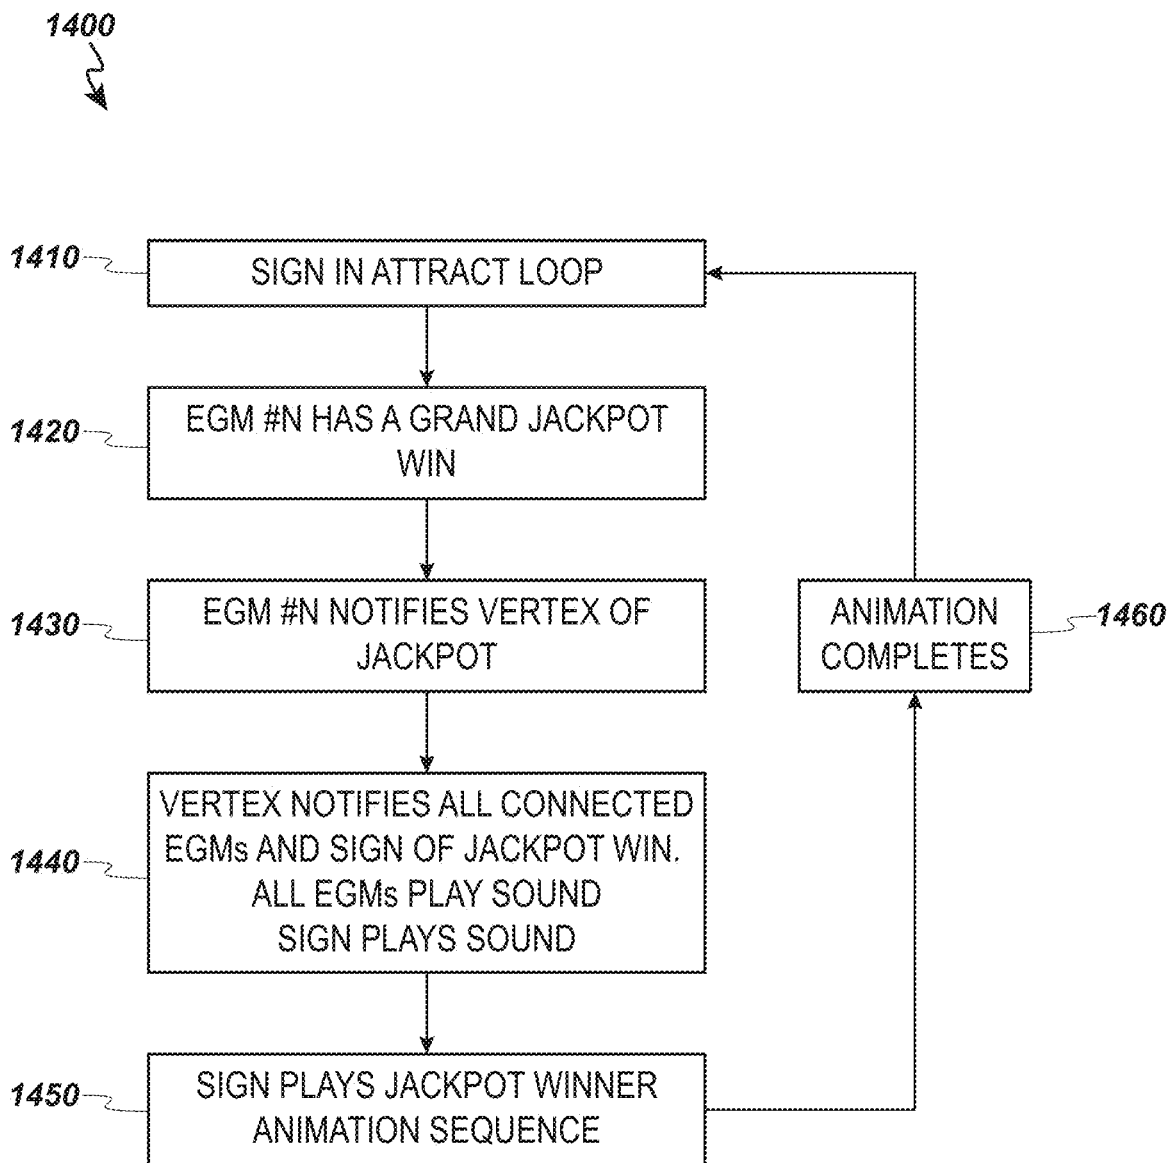 1400
1410
SIGN IN ATTRACT LOOP
1420
EGM #N HAS A GRAND JACKPOT
WIN
1430
EGM #N NOTIFIES VERTEX OF
JACKPOT
ANIMATION
COMPLETES
1460
1440
VERTEX NOTIFIES ALL CONNECTED
EGMs AND SIGN OF JACKPOT WIN.
ALL EGMs PLAY SOUND
SIGN PLAYS SOUND
1450
SIGN PLAYS JACKPOT WINNER
ANIMATION SEQUENCE